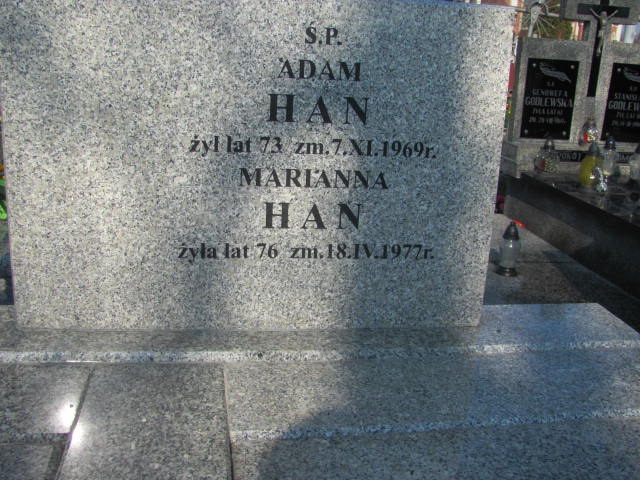 Ś.P.
ADAM
HAN
żył lat 73 zm.7.XI.1969r.
MARIANNA
HAN
żyła lat 76 zm.18.IV.1977r.
GENOWEFA
GODLEWSKA